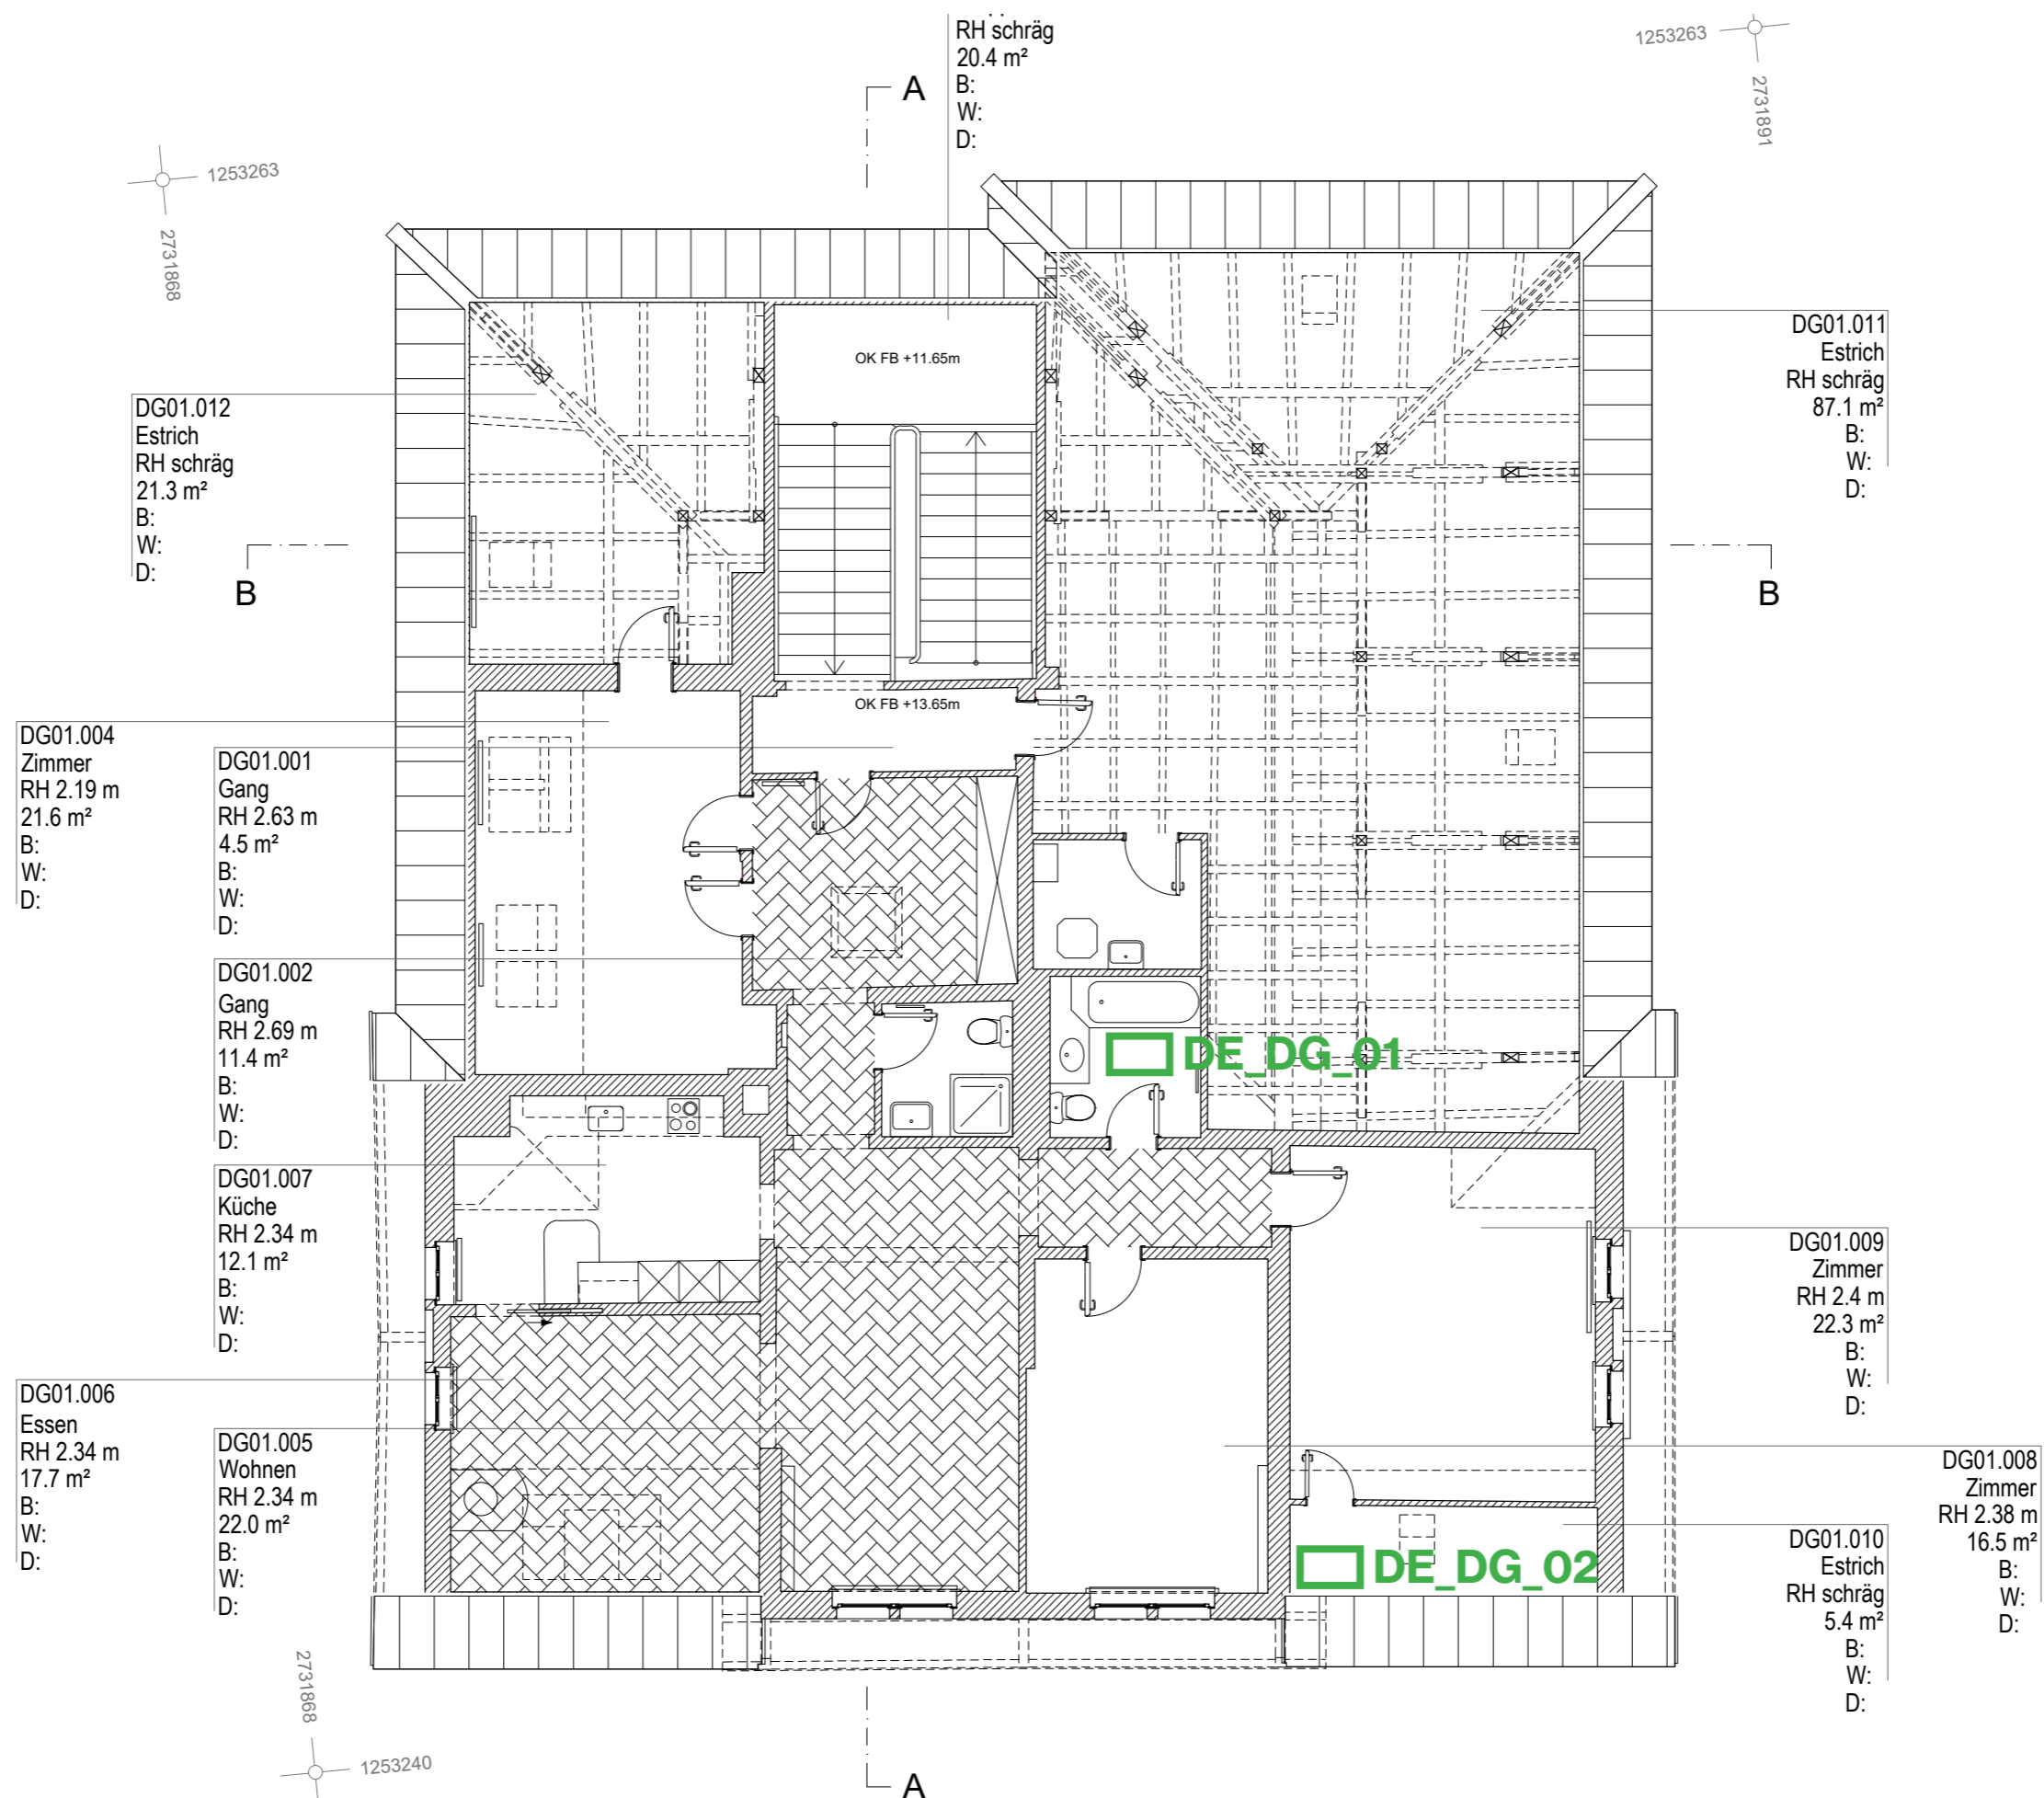 RH schräg
20.4 m²
B:
W:
D:
1253263
2731891
A
1253263
2731868
OK FB +11.65m
DG01.011
Estrich
RH schräg
87.1 m²
B:
W:
D:
DG01.012
Estrich
RH schräg
21.3 m²
B:
W:
D:
B
B
OK FB +13.65m
DG01.004
Zimmer
RH 2.19 m
21.6 m²
B:
W:
D:
DG01.001
Gang
RH 2.63 m
4.5 m²
B:
W:
D:
DG01.002
Gang
RH 2.69 m
11.4 m²
B:
W:
D:
DE_DG_01
DG01.007
Küche
RH 2.34 m
12.1 m²
B:
W:
D:
DG01.009
Zimmer
RH 2.4 m
22.3 m²
B:
W:
D:
DG01.006
Essen
RH 2.34 m
17.7 m²
B:
W:
D:
DG01.005
Wohnen
RH 2.34 m
22.0 m²
B:
W:
D:
DG01.008
Zimmer
RH 2.38 m
16.5 m²
B:
W:
D:
DE_DG_02
DG01.010
Estrich
RH schräg
5.4 m²
B:
W:
D:
2731868
1253240
A